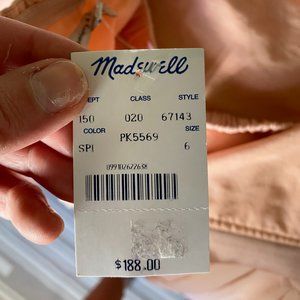 Madewell
DEPT CLASS STYLE
150 020 67143
COLOR PK5569 SIZE
SPI 6
$188.00